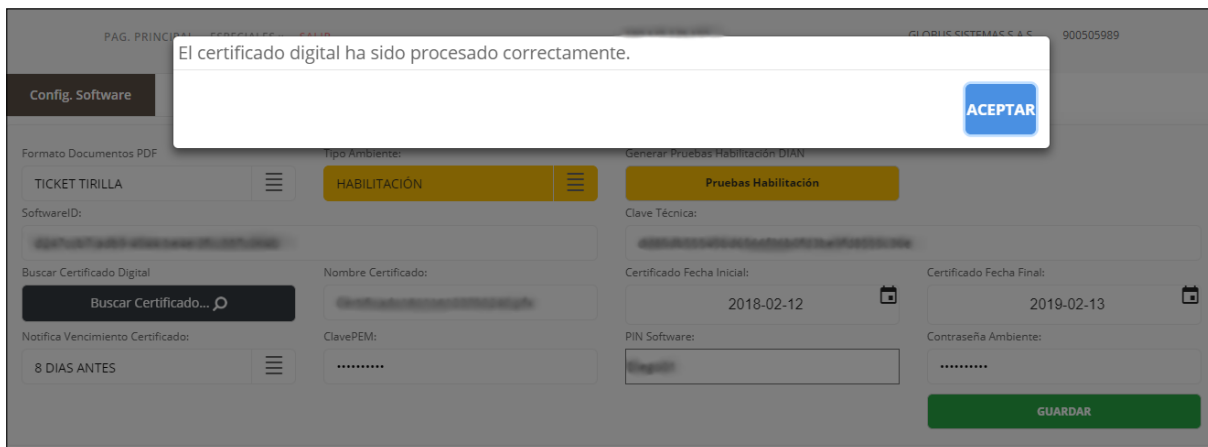 PAG. PRINCIPAL ESPECIALES SALIR GLOBUS SISTEMAS S.A.S. 900505989
El certificado digital ha sido procesado correctamente.
ACEPTAR
Config. Software
Formato Documentos PDF Tipo Ambiente: Generar Pruebas Habilitación DIAN
TICKET TIRILLA HABILITACIÓN Pruebas Habilitación
SoftwareID: Clave Técnica:
Buscar Certificado Digital Nombre Certificado: Certificado Fecha Inicial: Certificado Fecha Final:
Buscar Certificado... 2018-02-12 2019-02-13
Notifica Vencimiento Certificado: ClavePEM: PIN Software: Contraseña Ambiente:
8 DIAS ANTES •••••••••• ••••••••••
GUARDAR